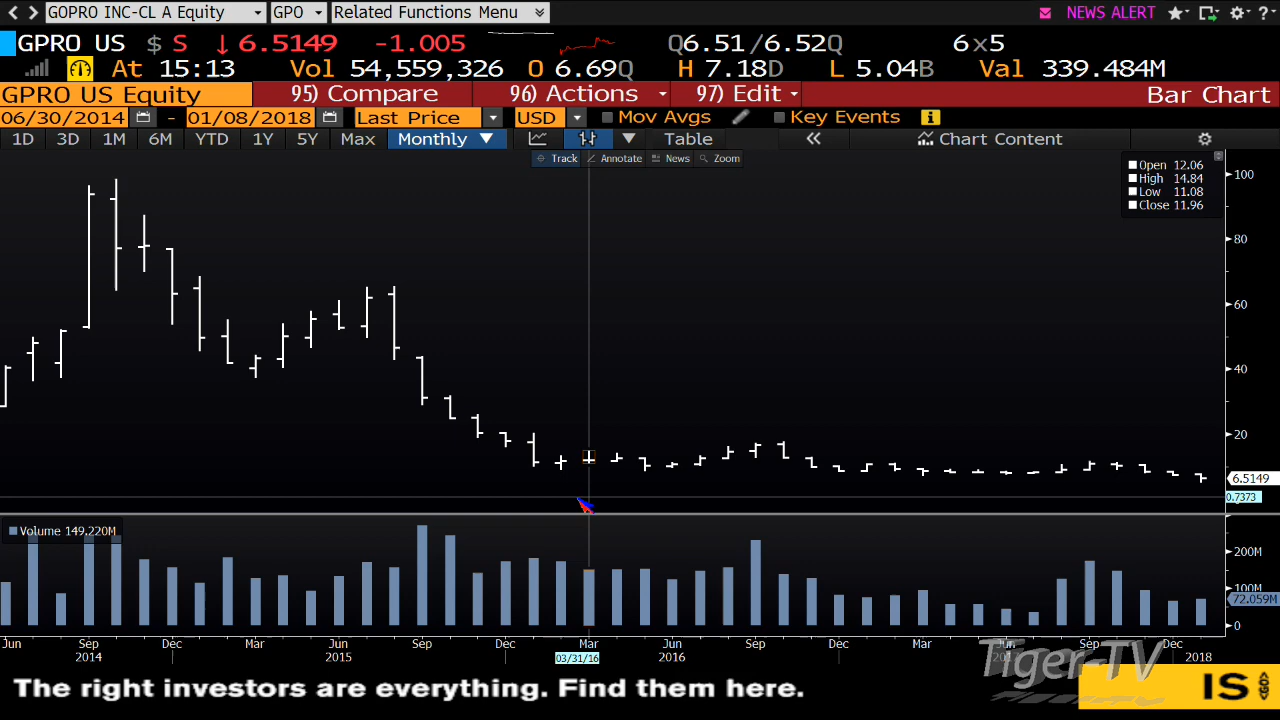 GOPRO INC-CL A Equity GPO Related Functions Menu NEWS ALERT ?
GPRO US $ S ↓ 6.5149 -1.005 Q6.51/6.52Q 6×5
At 15:13 Vol 54,559,326 O 6.69Q H 7.18D L 5.04B Val 339.484M
GPRO US Equity 95) Compare 96) Actions 97) Edit Bar Chart
06/30/2014 - 01/08/2018 Last Price USD Mov Avgs Key Events
1D 3D 1M 6M YTD 1Y 5Y Max Monthly ▼ Table « Chart Content
Track Annotate News Zoom
Open 12.06
High 14.84
Low 11.08
Close 11.96
100
80
60
40
20
6.5149
0.7373
Volume 149.220M
200M
100M
72.059M
0
Jun Sep Dec Mar Jun Sep Dec Mar Jun Sep Dec Mar Jun Sep Dec
2014 2015 03/31/16 2016 2017 2018
Tiger-TV
The right investors are everything. Find them here.
IS